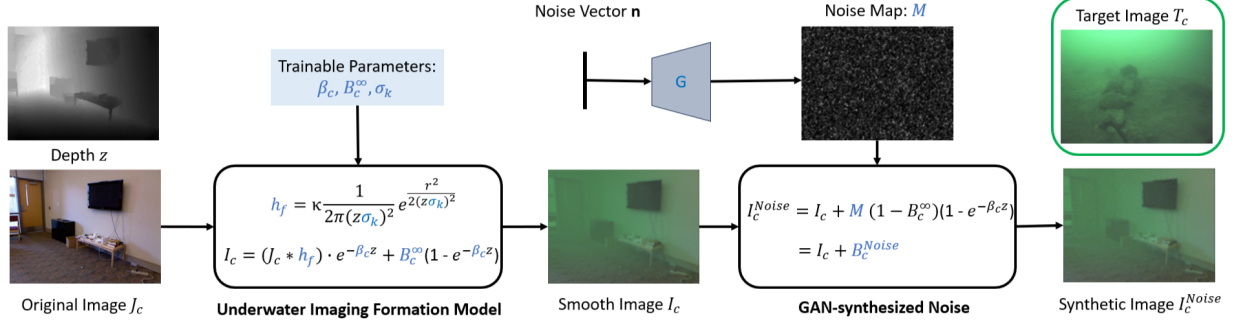 Noise Vector n
Noise Map: M
Target Image T_c
Trainable Parameters:
β_c, B_c^∞, σ_k
G
Depth z
h_f = κ \frac{1}{2π(zσ_k)^2} e^{\frac{r^2}{2(zσ_k)^2}}
I_c = (J_c * h_f) · e^{-β_c z} + B_c^∞(1 - e^{-β_c z})
I_c^{Noise} = I_c + M (1 − B_c^∞)(1 - e^{-β_c z})
= I_c + B_c^{Noise}
Original Image J_c
Underwater Imaging Formation Model
Smooth Image I_c
GAN-synthesized Noise
Synthetic Image I_c^{Noise}